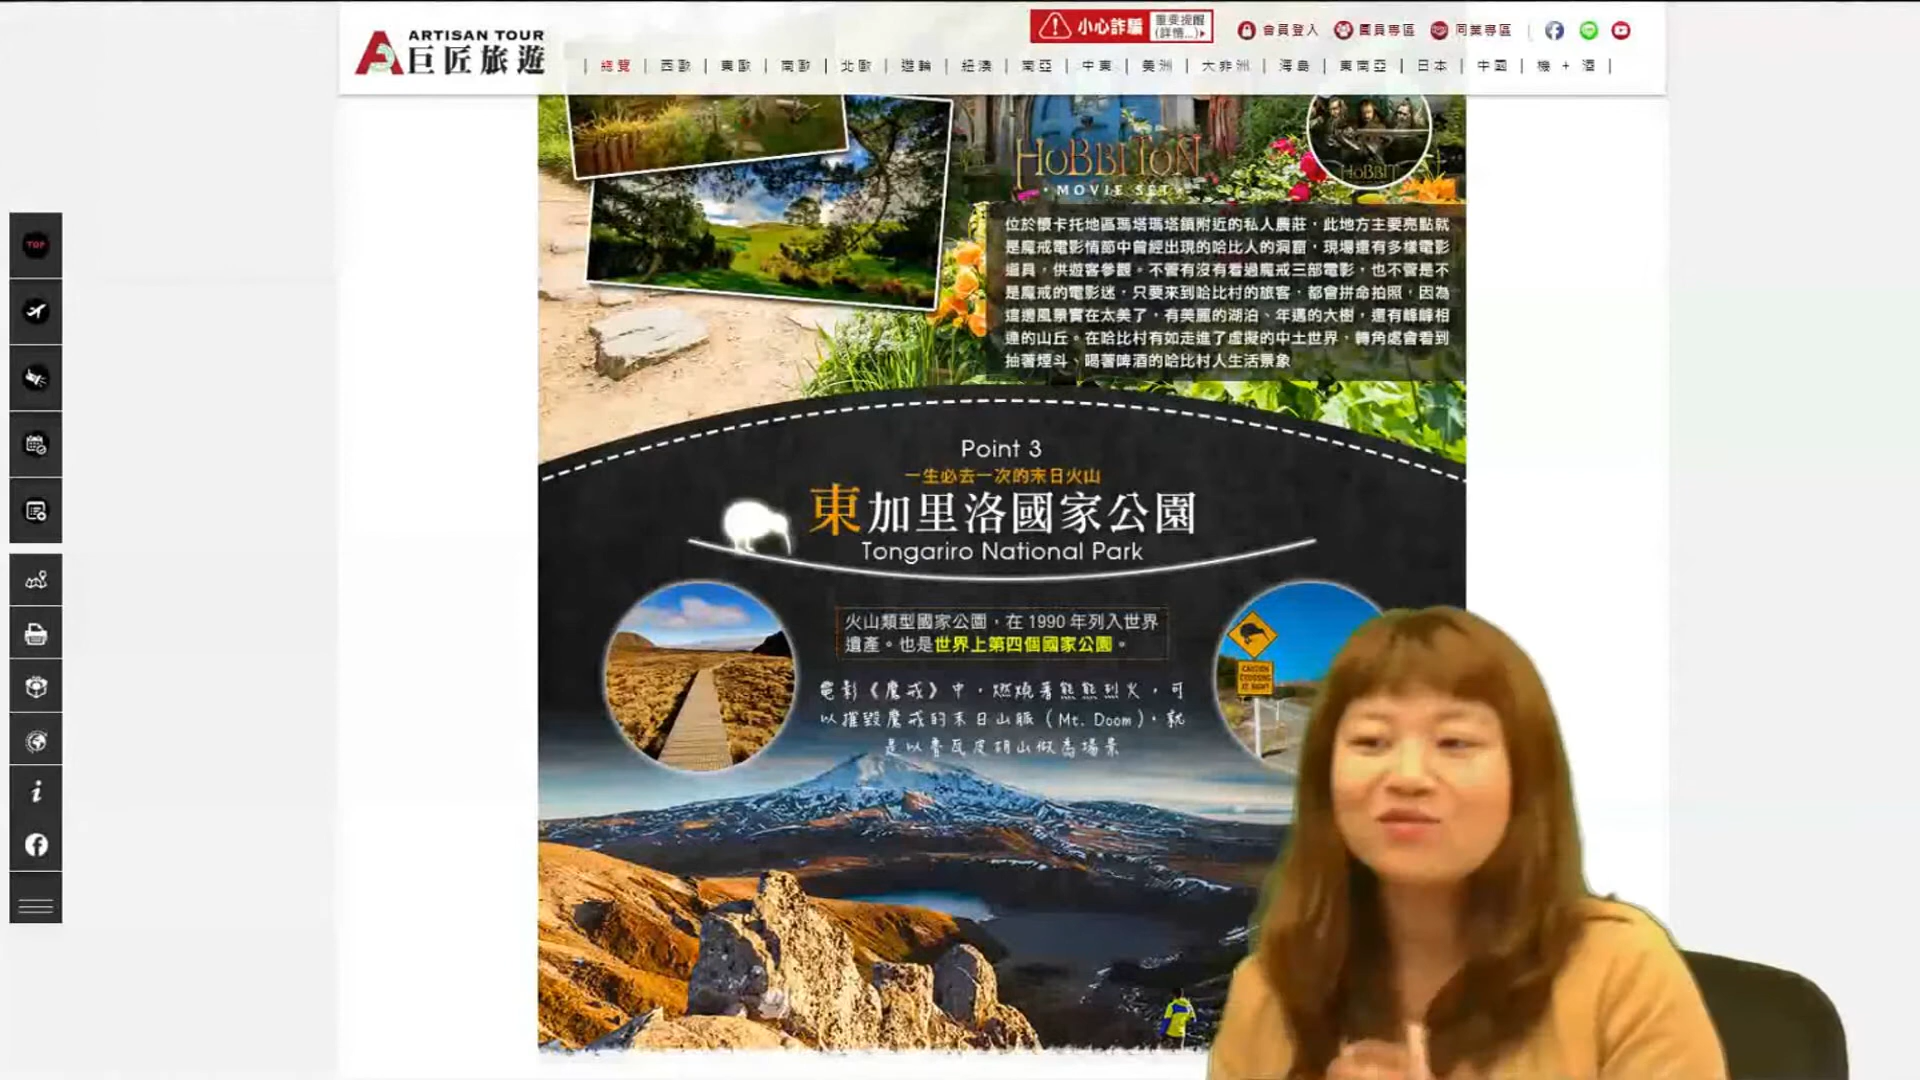 ARTISAN TOUR
巨匠旅遊
小心詐騙
重要提醒
(詳情...)
會員登入
團員專區
同業專區
總覽 | 西歐 | 東歐 | 南歐 | 北歐 | 遊輪 | 紐澳 | 南亞 | 中東 | 美洲 | 大非洲 | 海島 | 東南亞 | 日本 | 中國 | 機 + 酒
HOBBITON
·MOVIE SET·
HOBBIT
位於懷卡托地區瑪塔瑪塔鎮附近的私人農莊，此地方主要亮點就
是魔戒電影情節中曾經出現的哈比人的洞窟，現場還有多樣電影
道具，供遊客參觀。不管有沒有看過魔戒三部電影，也不管是不
是魔戒的電影迷，只要來到哈比村的旅客，都會拼命拍照，因為
這邊風景實在太美了，有美麗的湖泊、年邁的大樹，還有峰峰相
連的山丘。在哈比村有如走進了虛擬的中土世界，轉角處會看到
抽著煙斗、喝著啤酒的哈比村人生活景象
Point 3
一生必去一次的末日火山
東加里洛國家公園
Tongariro National Park
火山類型國家公園，在 1990 年列入世界
遺產。也是世界上第四個國家公園。
電影《魔戒》中，燃燒著熊熊烈火，可
以摧毀魔戒的末日山脈（Mt. Doom），就
是以魯瓦皮胡山做為場景
CAUTION
CROSSING
AT NIGHT
TOP